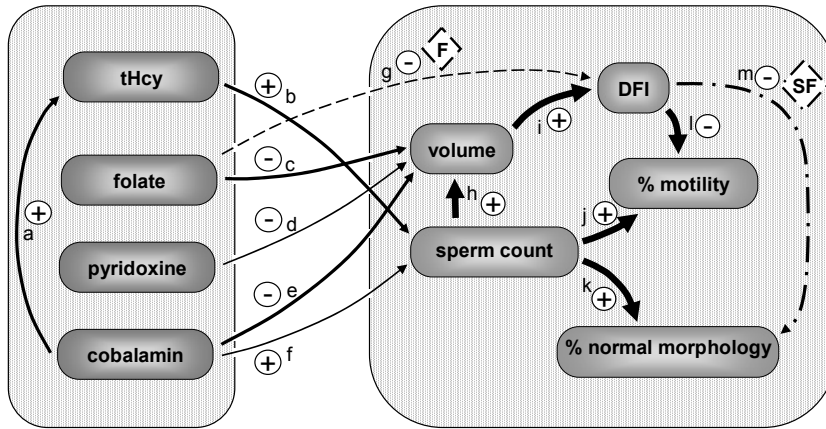 tHcy
folate
pyridoxine
cobalamin
+ a
+ b
- c
- d
- e
+ f
g - F
volume
sperm count
DFI
% motility
% normal morphology
h +
i +
j +
k +
l -
m - SF